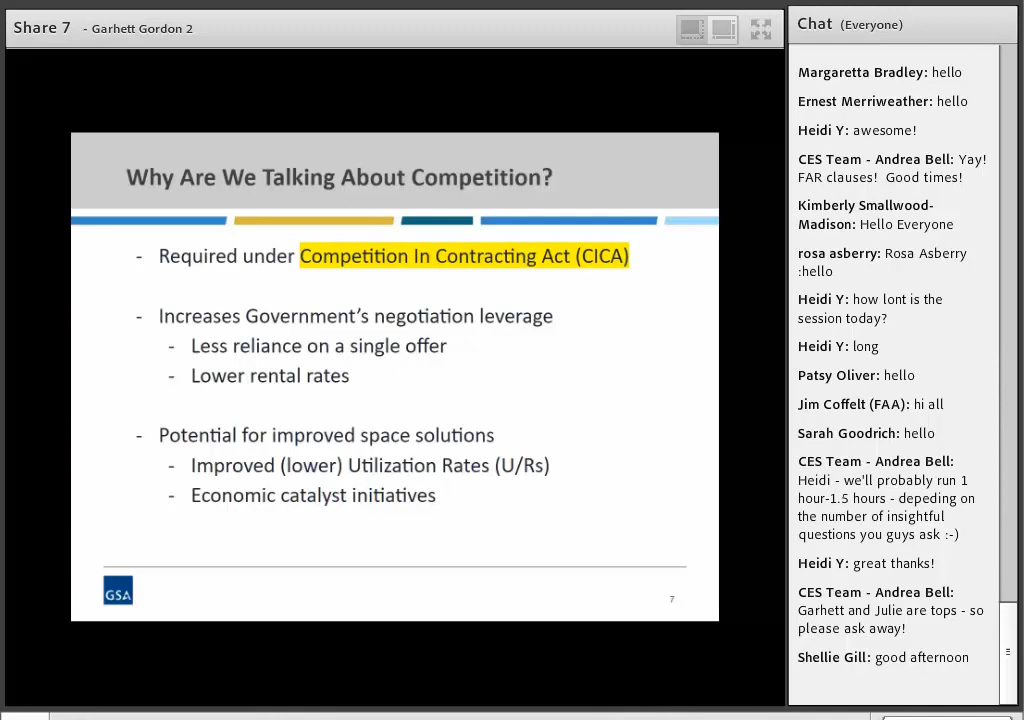 Share 7 - Garhett Gordon 2
Why Are We Talking About Competition?
- Required under Competition In Contracting Act (CICA)
- Increases Government's negotiation leverage
- Less reliance on a single offer
- Lower rental rates
- Potential for improved space solutions
- Improved (lower) Utilization Rates (U/Rs)
- Economic catalyst initiatives
GSA
7
Chat (Everyone)
Margaretta Bradley: hello
Ernest Merriweather: hello
Heidi Y: awesome!
CES Team - Andrea Bell: Yay!
FAR clauses! Good times!
Kimberly Smallwood-
Madison: Hello Everyone
rosa asberry: Rosa Asberry
:hello
Heidi Y: how lont is the
session today?
Heidi Y: long
Patsy Oliver: hello
Jim Coffelt (FAA): hi all
Sarah Goodrich: hello
CES Team - Andrea Bell:
Heidi - we'll probably run 1
hour-1.5 hours - depeding on
the number of insightful
questions you guys ask :-)
Heidi Y: great thanks!
CES Team - Andrea Bell:
Garhett and Julie are tops - so
please ask away!
Shellie Gill: good afternoon